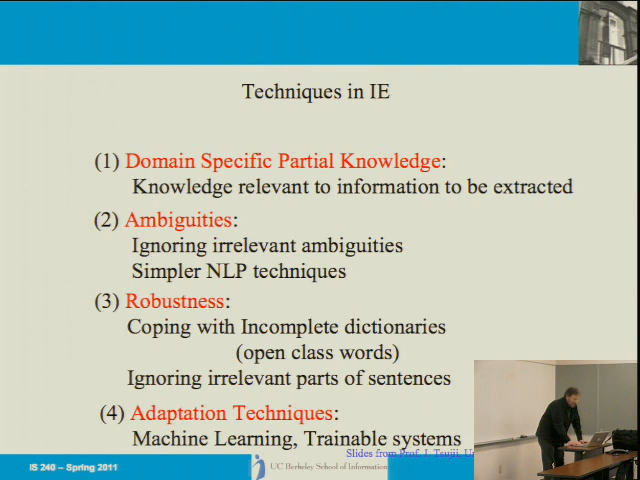 Techniques in IE
(1) Domain Specific Partial Knowledge:
Knowledge relevant to information to be extracted
(2) Ambiguities:
Ignoring irrelevant ambiguities
Simpler NLP techniques
(3) Robustness:
Coping with Incomplete dictionaries
(open class words)
Ignoring irrelevant parts of sentences
(4) Adaptation Techniques:
Machine Learning, Trainable systems
Slides from Prof. J. Tsujii,
IS 240 – Spring 2011
UC Berkeley School of Information